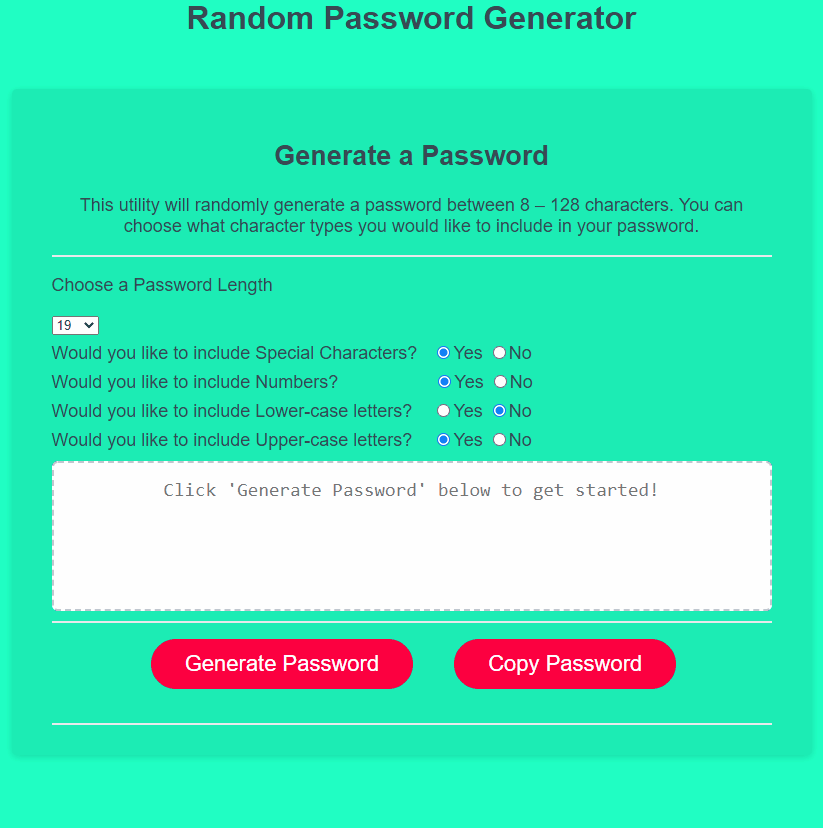 Random Password Generator
Generate a Password
This utility will randomly generate a password between 8 – 128 characters. You can
choose what character types you would like to include in your password.
Choose a Password Length
19
Would you like to include Special Characters? Yes No
Would you like to include Numbers? Yes No
Would you like to include Lower-case letters? Yes No
Would you like to include Upper-case letters? Yes No
Click 'Generate Password' below to get started!
Generate Password Copy Password